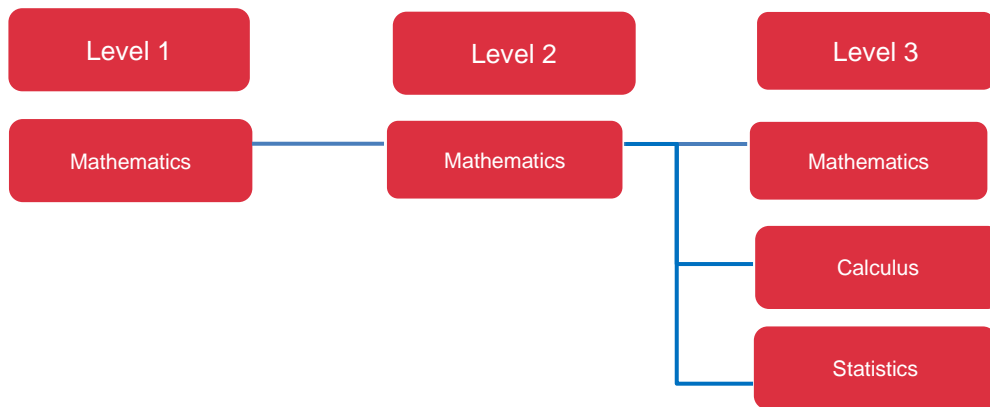 Level 1
Level 2
Level 3
Mathematics
Mathematics
Mathematics
Calculus
Statistics